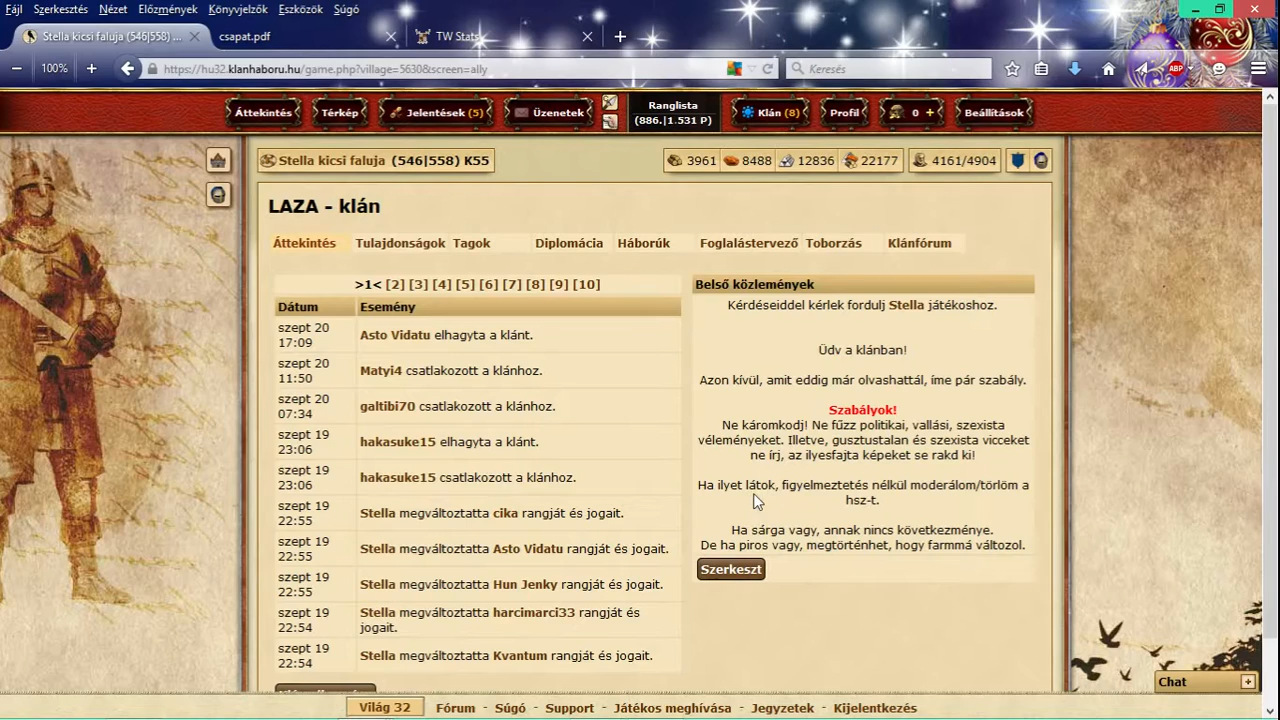 Fájl Szerkesztés Nézet Előzmények Könyvjelzők Eszközök Súgó
Stella kicsi faluja (546|558) ... csapat.pdf TW Stats
100% https://hu32.klanhaboru.hu/game.php?village=5630&screen=ally Keresés ABP
Áttekintés Térkép Jelentések (5) Üzenetek Ranglista Klán (8) Profil 0 + Beállítások
(886.|1.531 P)
Stella kicsi faluja (546|558) K55 3961 8488 12836 22177 4161/4904
LAZA - klán
Áttekintés Tulajdonságok Tagok Diplomácia Háborúk Foglalástervező Toborzás Klánfórum
>1< [2] [3] [4] [5] [6] [7] [8] [9] [10]
Dátum Esemény
szept 20 17:09 Asto Vidatu elhagyta a klánt.
szept 20 11:50 Matyi4 csatlakozott a klánhoz.
szept 20 07:34 galtibi70 csatlakozott a klánhoz.
szept 19 23:06 hakasuke15 elhagyta a klánt.
szept 19 23:06 hakasuke15 csatlakozott a klánhoz.
szept 19 22:55 Stella megváltoztatta cika rangját és jogait.
szept 19 22:55 Stella megváltoztatta Asto Vidatu rangját és jogait.
szept 19 22:55 Stella megváltoztatta Hun Jenky rangját és jogait.
szept 19 22:54 Stella megváltoztatta harcimarci33 rangját és
jogait.
szept 19 22:54 Stella megváltoztatta Kvantum rangját és jogait.
Belső közlemények
Kérdéseiddel kérlek fordulj Stella játékoshoz.
Üdv a klánban!
Azon kívül, amit eddig már olvashattál, íme pár szabály.
Szabályok!
Ne káromkodj! Ne fűzz politikai, vallási, szexista
véleményeket. Illetve, gusztustalan és szexista vicceket
ne írj, az ilyesfajta képeket se rakd ki!
Ha ilyet látok, figyelmeztetés nélkül moderálom/törlöm a
hsz-t.
Ha sárga vagy, annak nincs következménye.
De ha piros vagy, megtörténhet, hogy farmmá változol.
Szerkeszt
Chat +
Világ 32 Fórum - Súgó - Support - Játékos meghívása - Jegyzetek - Kijelentkezés